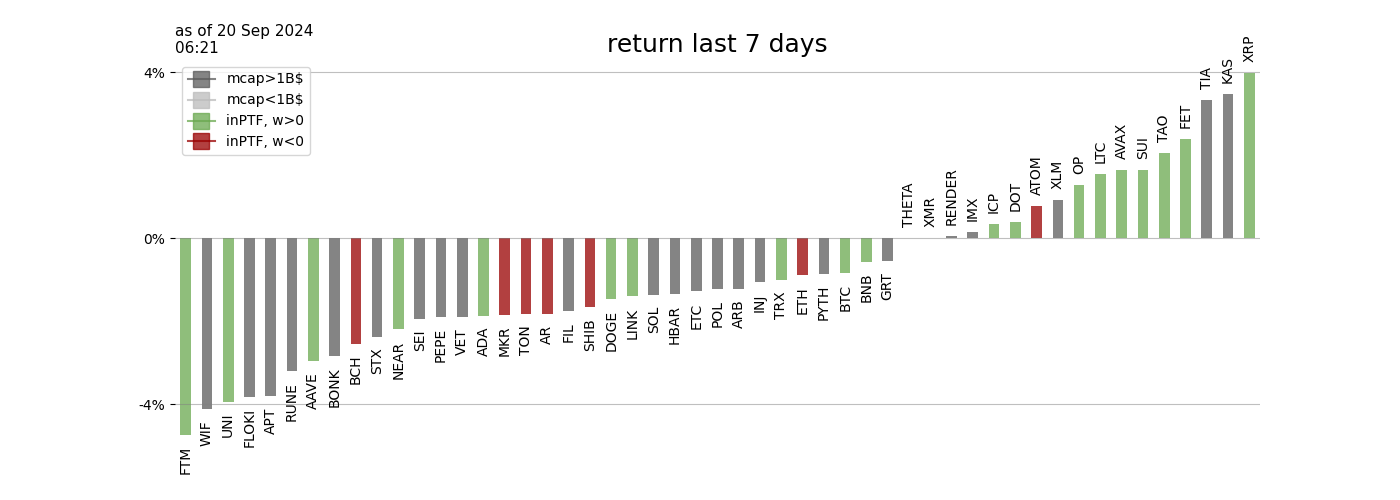 as of 20 Sep 2024
06:21
return last 7 days
4%
0%
-4%
mcap>1B$
mcap<1B$
inPTF, w>0
inPTF, w<0
FTM
WIF
UNI
FLOKI
APT
RUNE
AAVE
BONK
BCH
STX
NEAR
SEI
PEPE
VET
ADA
MKR
TON
AR
FIL
SHIB
DOGE
LINK
SOL
HBAR
ETC
POL
ARB
INJ
TRX
ETH
PYTH
BTC
BNB
GRT
THETA
XMR
RENDER
IMX
ICP
DOT
ATOM
XLM
OP
LTC
AVAX
SUI
TAO
FET
TIA
KAS
XRP